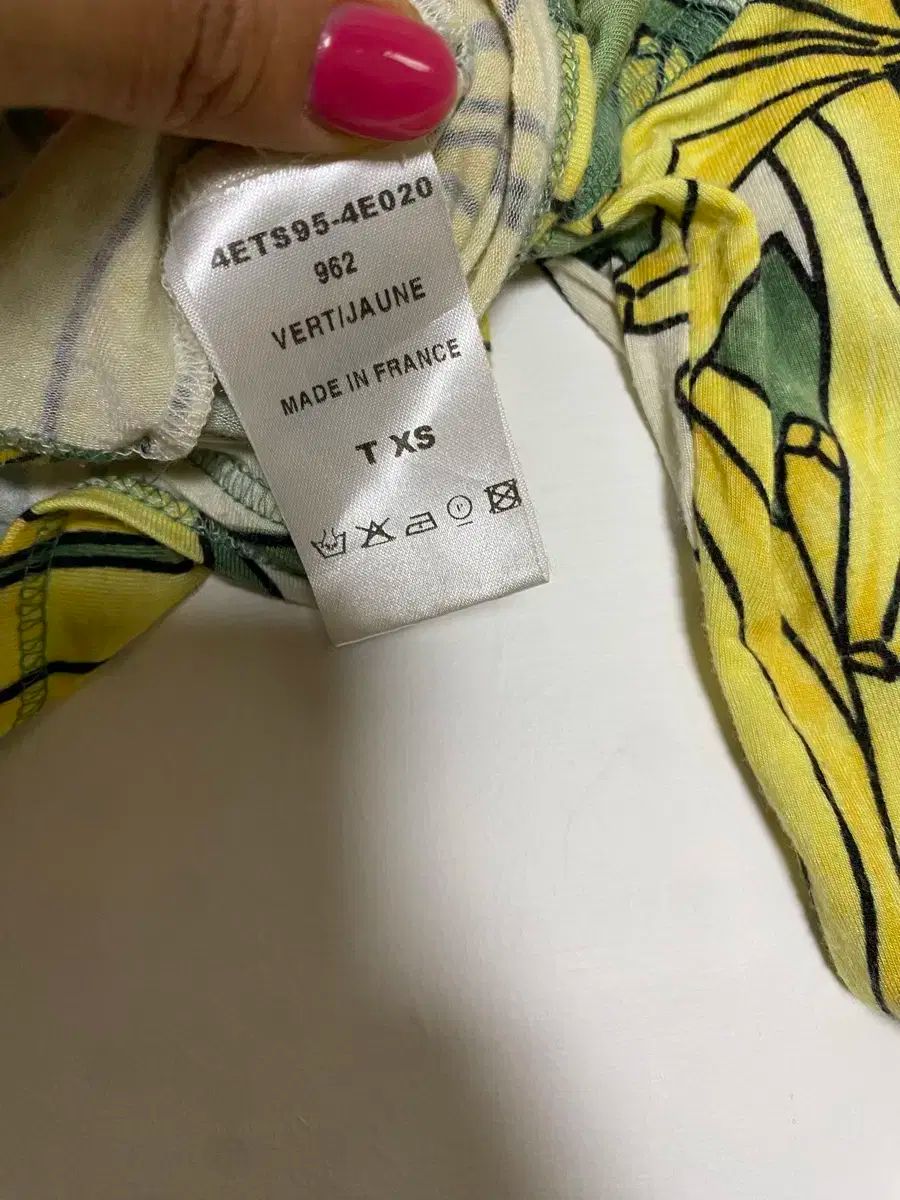 4ETS95-4E020
962
VERT/JAUNE
MADE IN FRANCE
T XS